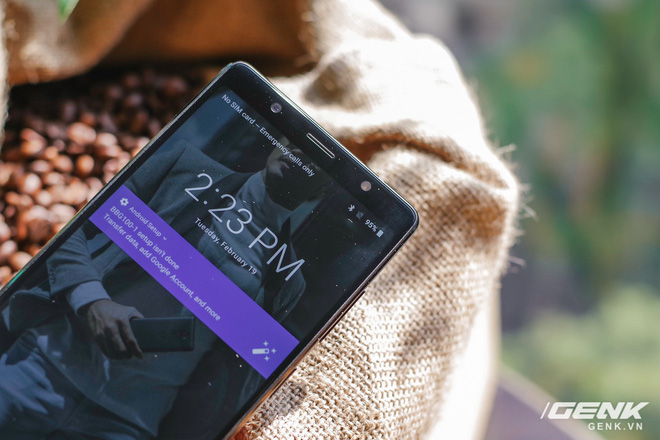 No SIM card – Emergency calls only
95%
2:23 PM
Tuesday, February 19
Android Setup
BBG100-1 setup isn't done
Transfer data, add Google Account, and more
GENK
GENK.VN